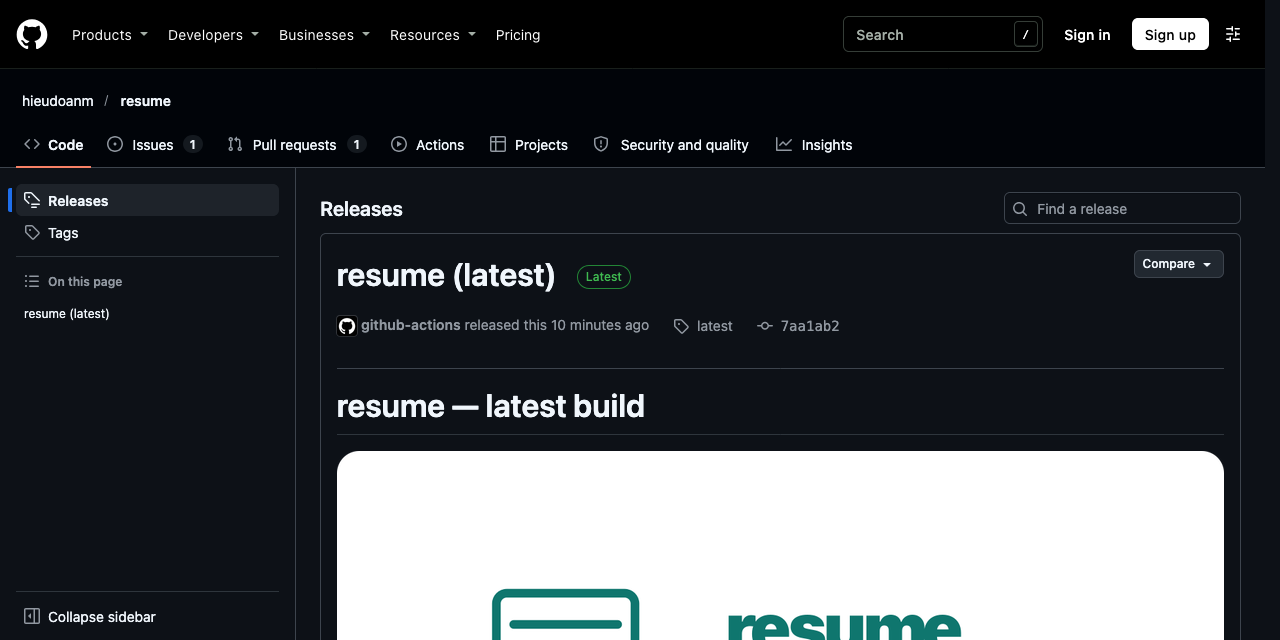 Products Developers Businesses Resources Pricing Search / Sign in Sign up
hieudoanm / resume
Code Issues 1 Pull requests 1 Actions Projects Security and quality Insights
Releases
Tags
On this page
resume (latest)
Collapse sidebar
Releases Find a release
resume (latest) Latest Compare
github-actions released this 10 minutes ago latest 7aa1ab2
resume — latest build
resume